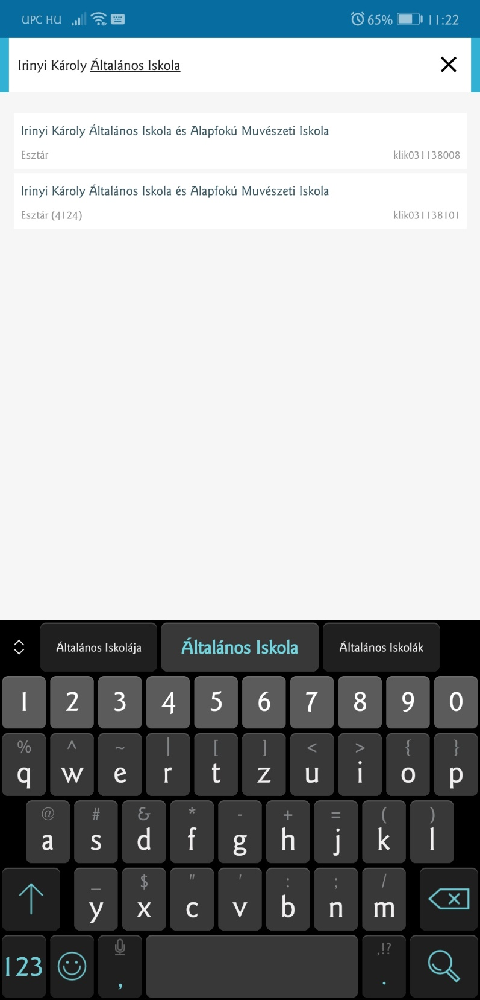 UPC HU 65% 11:22
Irinyi Károly Általános Iskola
Irinyi Károly Általános Iskola és Alapfokú Muvészeti Iskola
Esztár klik031138008
Irinyi Károly Általános Iskola és Alapfokú Muvészeti Iskola
Esztár (4124) klik031138101
Általános Iskolája Általános Iskola Általános Iskolák
1 2 3 4 5 6 7 8 9 0
% ^ ~ | [ ] < > { }
q w e r t z u i o p
@ # & * - + = ( )
a s d f g h j k l
_ $ " ' : ; /
y x c v b n m
,!?
123 , .